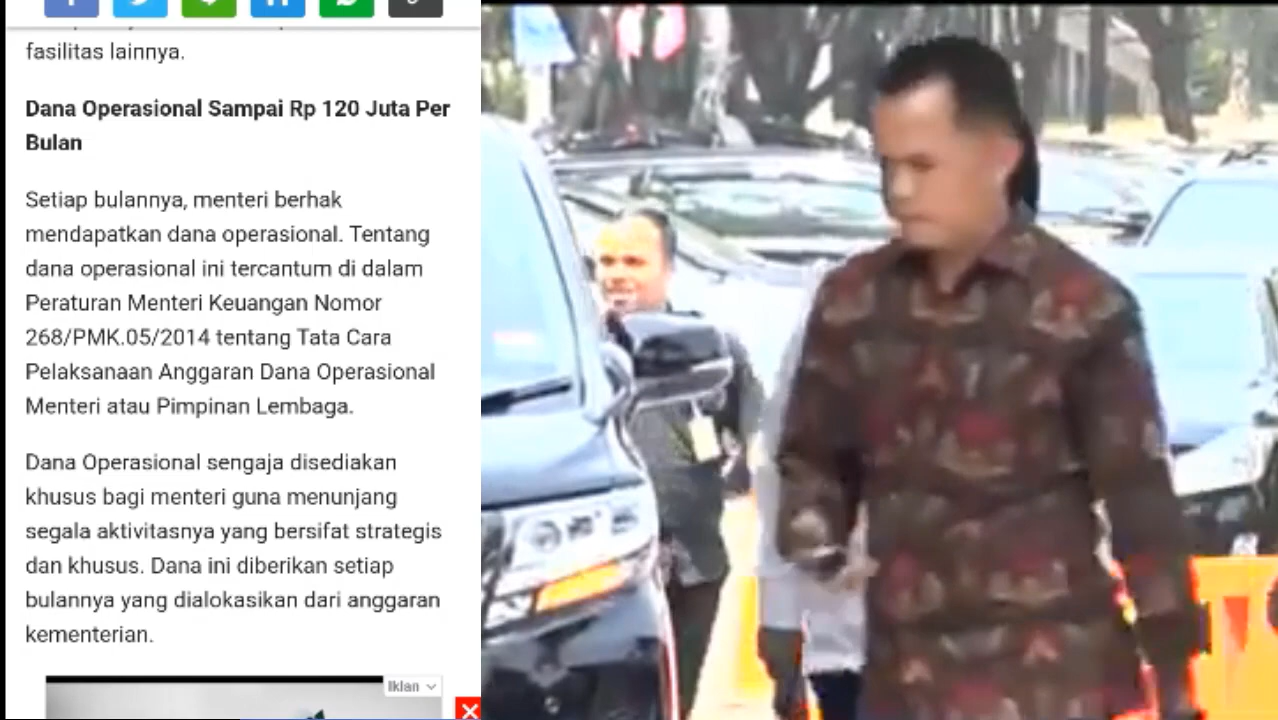 fasilitas lainnya.
Dana Operasional Sampai Rp 120 Juta Per
Bulan
Setiap bulannya, menteri berhak
mendapatkan dana operasional. Tentang
dana operasional ini tercantum di dalam
Peraturan Menteri Keuangan Nomor
268/PMK.05/2014 tentang Tata Cara
Pelaksanaan Anggaran Dana Operasional
Menteri atau Pimpinan Lembaga.
Dana Operasional sengaja disediakan
khusus bagi menteri guna menunjang
segala aktivitasnya yang bersifat strategis
dan khusus. Dana ini diberikan setiap
bulannya yang dialokasikan dari anggaran
kementerian.
Iklan